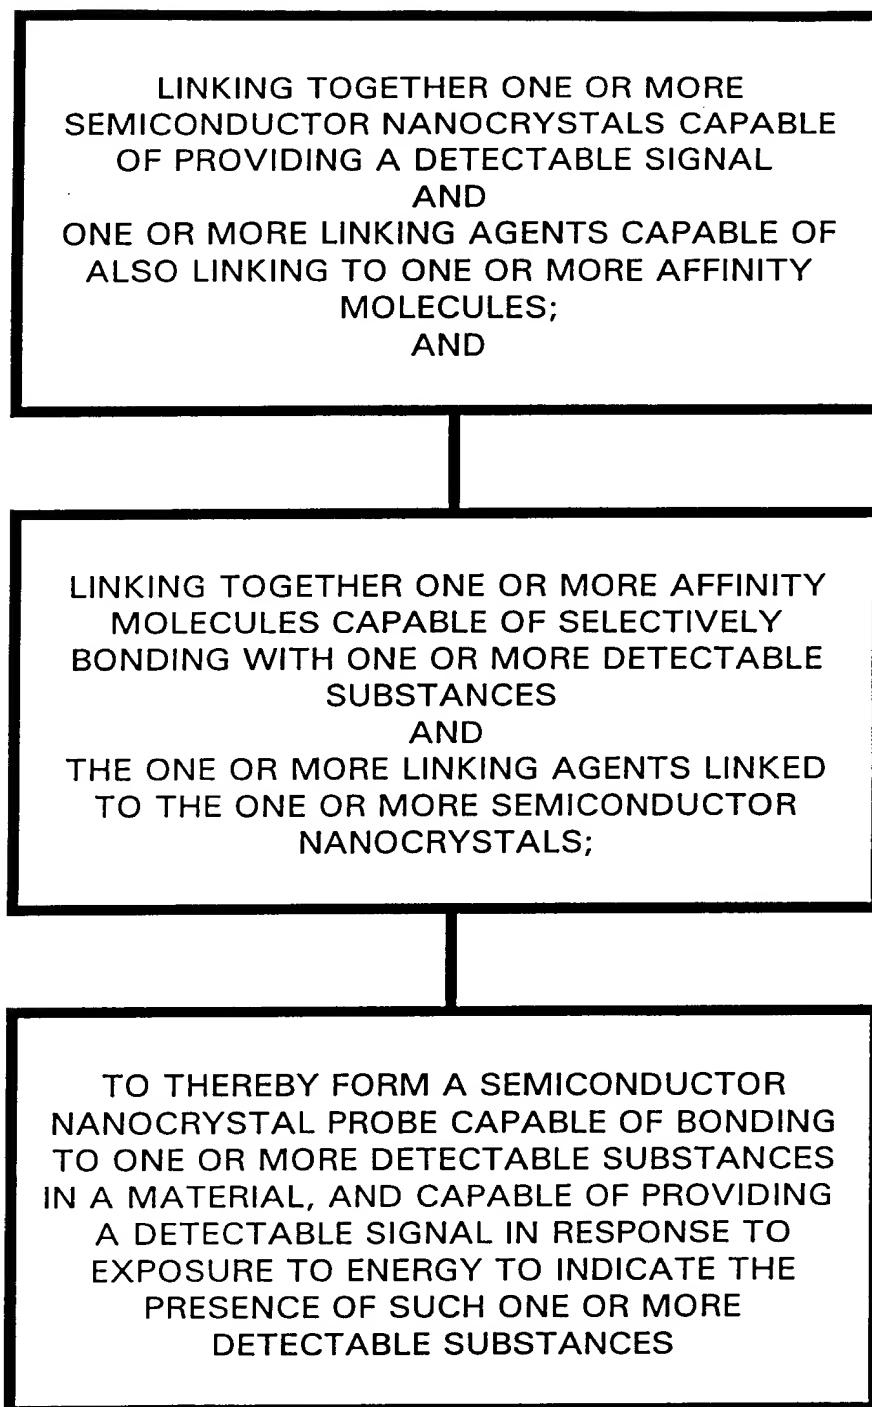 LINKING TOGETHER ONE OR MORE
SEMICONDUCTOR NANOCRYSTALS CAPABLE
OF PROVIDING A DETECTABLE SIGNAL
AND
ONE OR MORE LINKING AGENTS CAPABLE OF
ALSO LINKING TO ONE OR MORE AFFINITY
MOLECULES;
AND
LINKING TOGETHER ONE OR MORE AFFINITY
MOLECULES CAPABLE OF SELECTIVELY
BONDING WITH ONE OR MORE DETECTABLE
SUBSTANCES
AND
THE ONE OR MORE LINKING AGENTS LINKED
TO THE ONE OR MORE SEMICONDUCTOR
NANOCRYSTALS;
TO THEREBY FORM A SEMICONDUCTOR
NANOCRYSTAL PROBE CAPABLE OF BONDING
TO ONE OR MORE DETECTABLE SUBSTANCES
IN A MATERIAL, AND CAPABLE OF PROVIDING
A DETECTABLE SIGNAL IN RESPONSE TO
EXPOSURE TO ENERGY TO INDICATE THE
PRESENCE OF SUCH ONE OR MORE
DETECTABLE SUBSTANCES